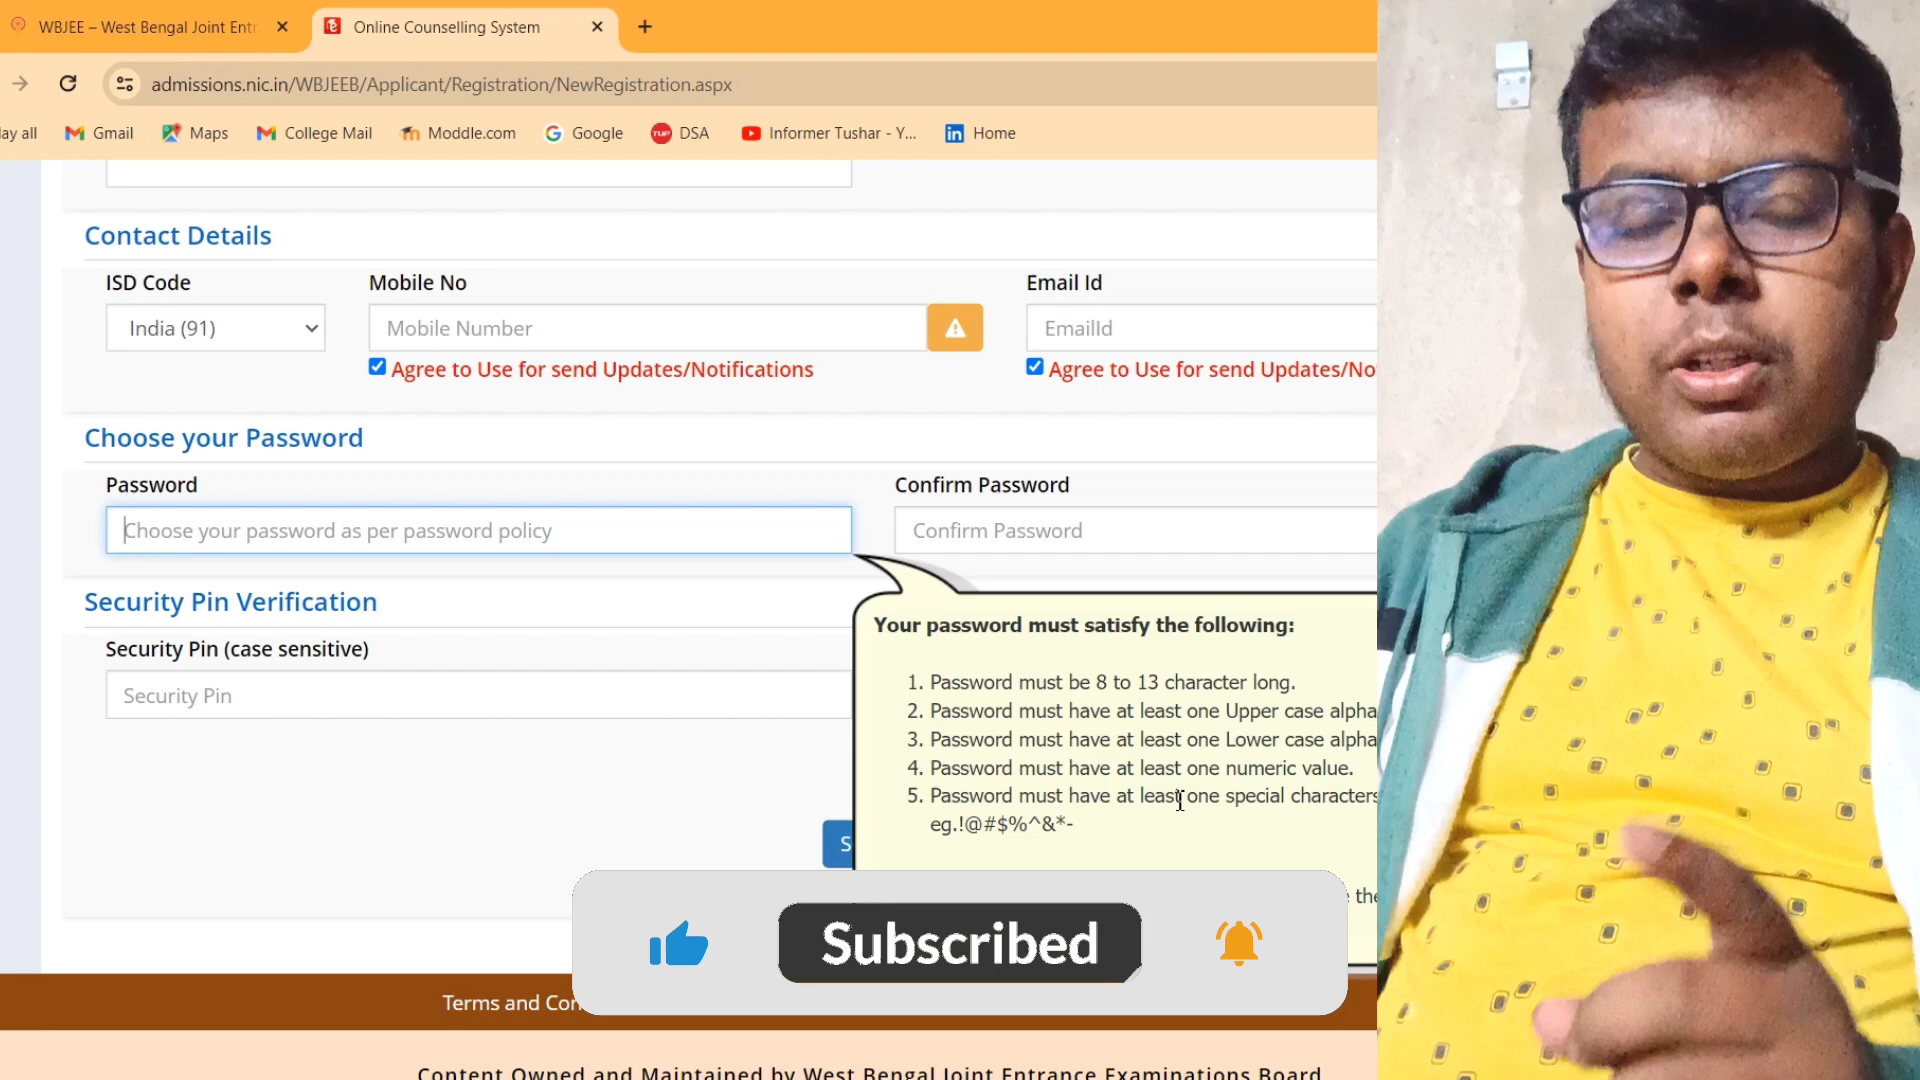 WBJEE – West Bengal Joint Entr
Online Counselling System
admissions.nic.in/WBJEEB/Applicant/Registration/NewRegistration.aspx
lay all Gmail Maps College Mail Moddle.com Google DSA Informer Tushar - Y... Home
Contact Details
ISD Code Mobile No Email Id
India (91) Mobile Number EmailId
Agree to Use for send Updates/Notifications Agree to Use for send Updates/No
Choose your Password
Password Confirm Password
Choose your password as per password policy Confirm Password
Security Pin Verification
Security Pin (case sensitive)
Security Pin
Your password must satisfy the following:
1. Password must be 8 to 13 character long.
2. Password must have at least one Upper case alpha
3. Password must have at least one Lower case alpha
4. Password must have at least one numeric value.
5. Password must have at least one special characters
eg.!@#$%^&*-
S
the
Subscribed
Terms and Con
Content Owned and Maintained by West Bengal Joint Entrance Examinations Board